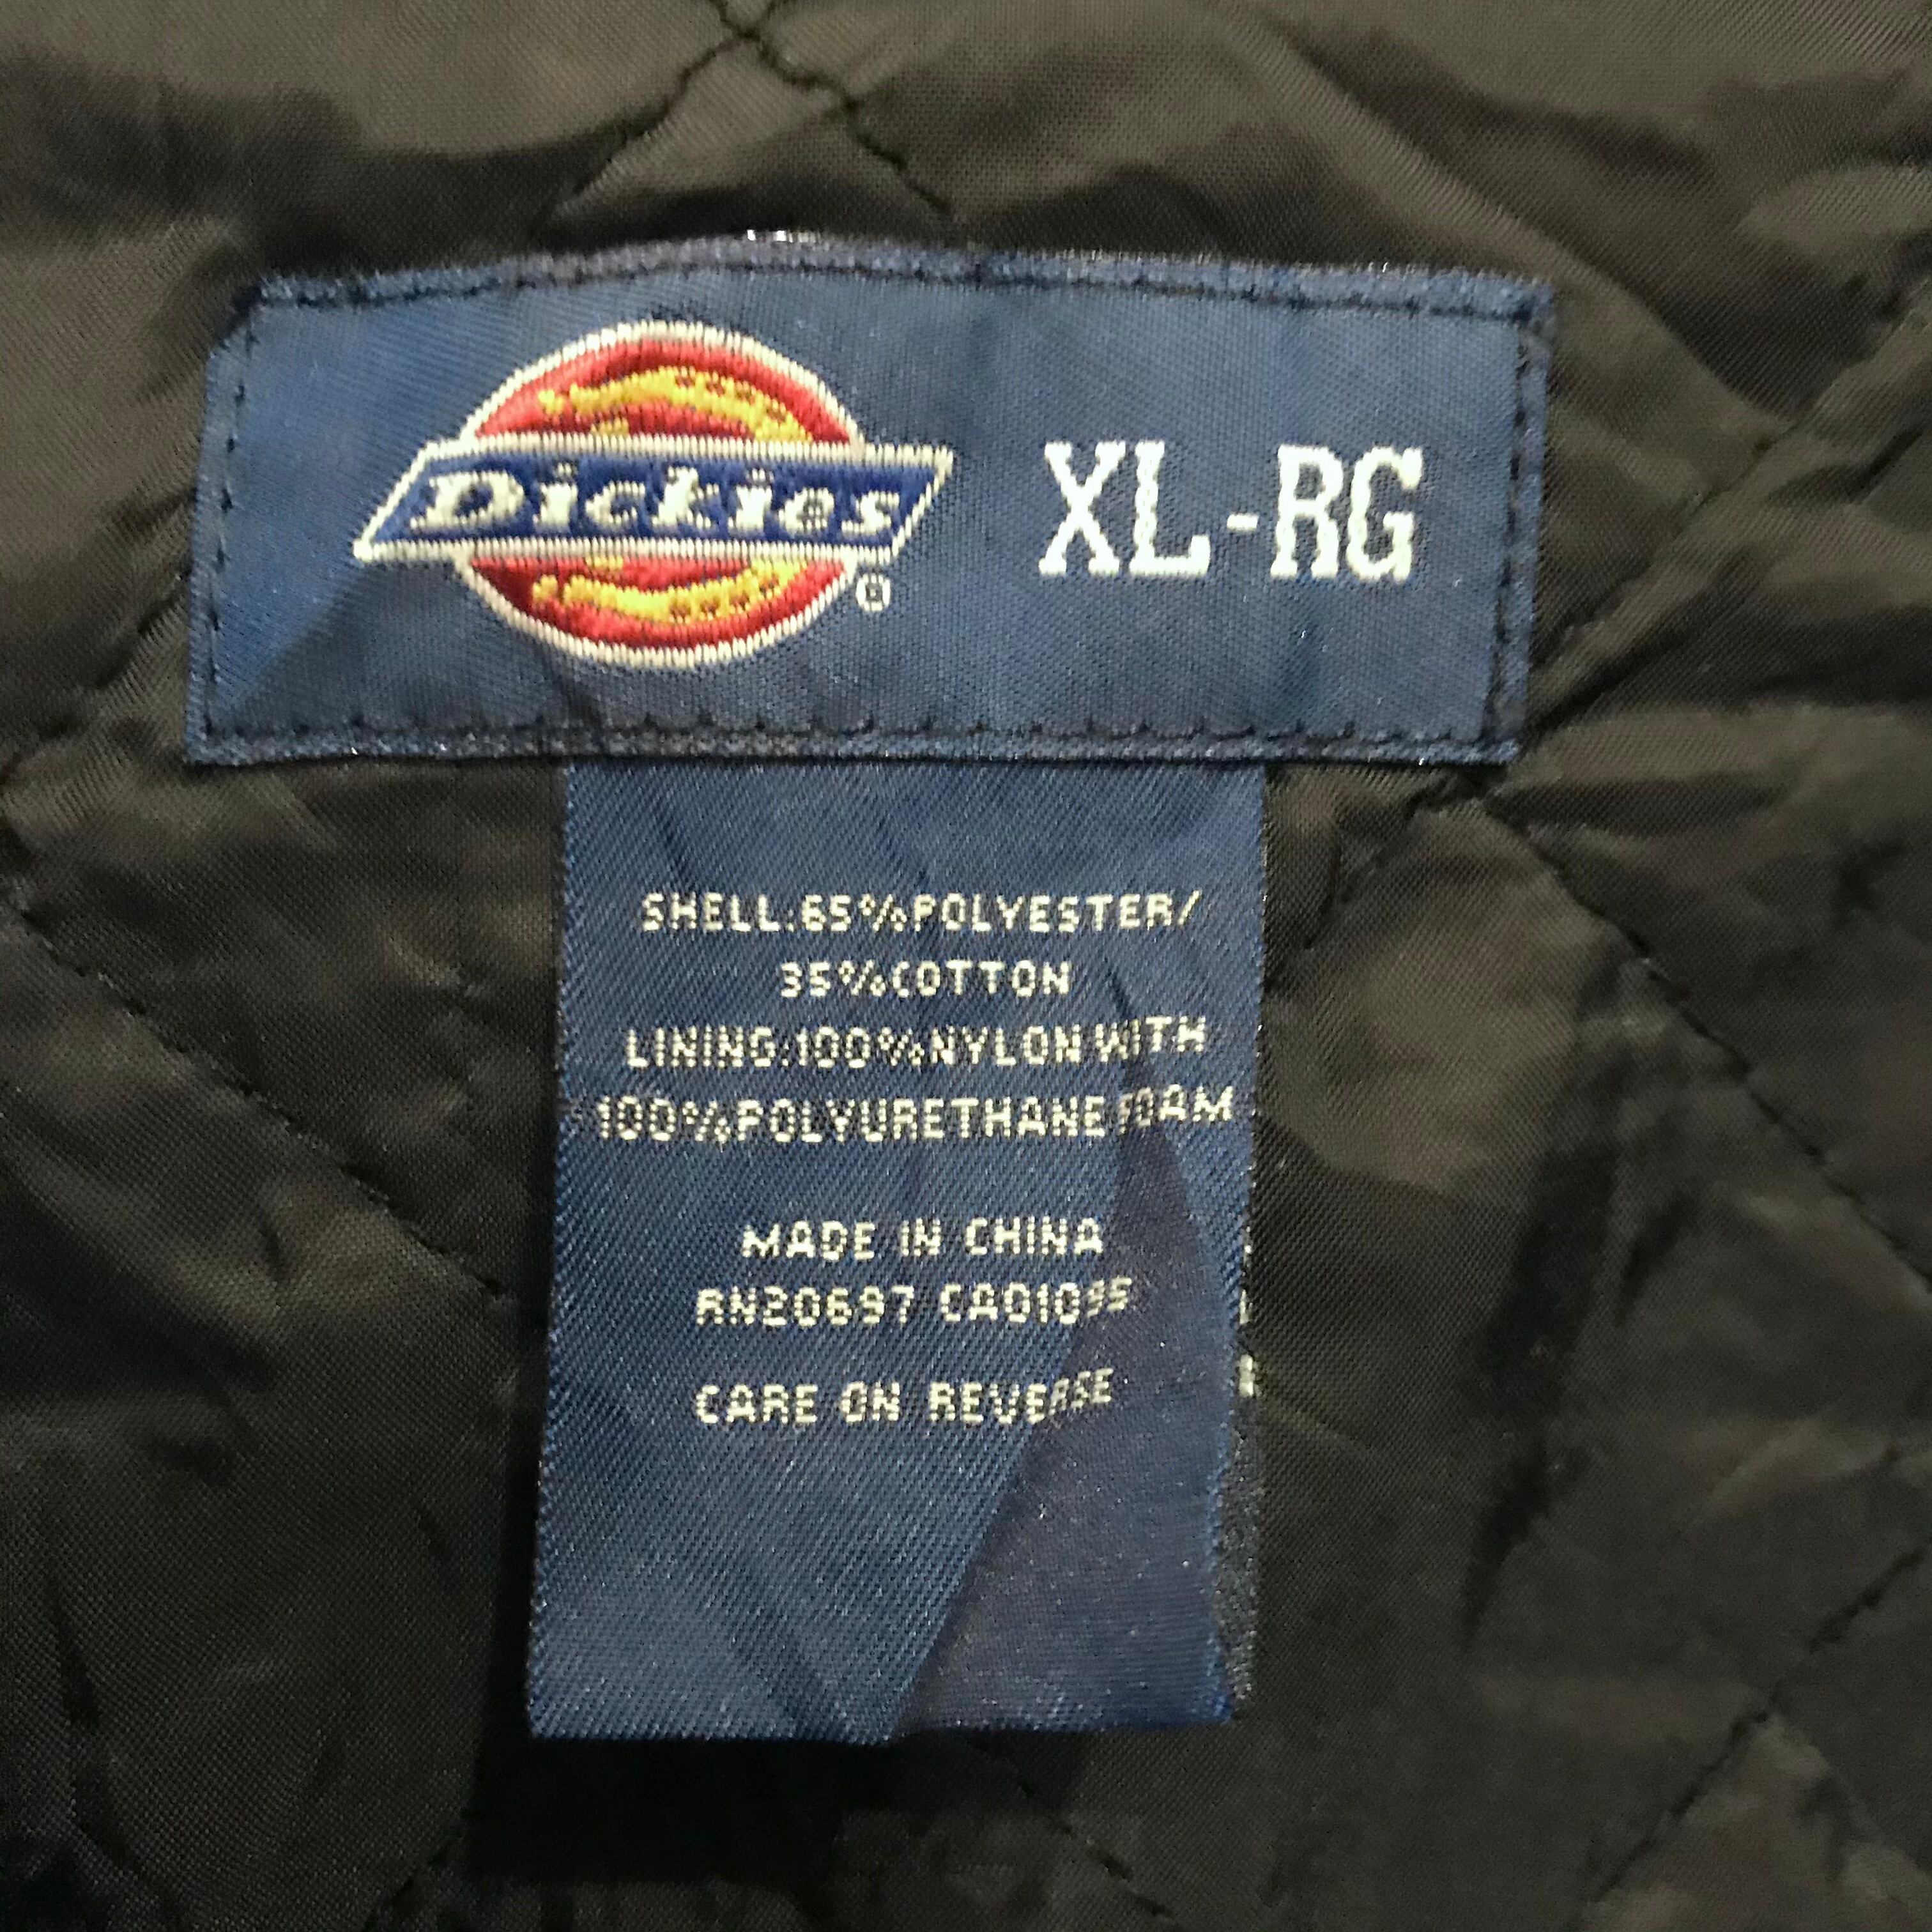 Dickies® XL-RG
SHELL:65%POLYESTER/
35%COTTON
LINING:100%NYLON WITH
100%POLYURETHANE FOAM
MADE IN CHINA
RN20697 CA01095
CARE ON REVERSE